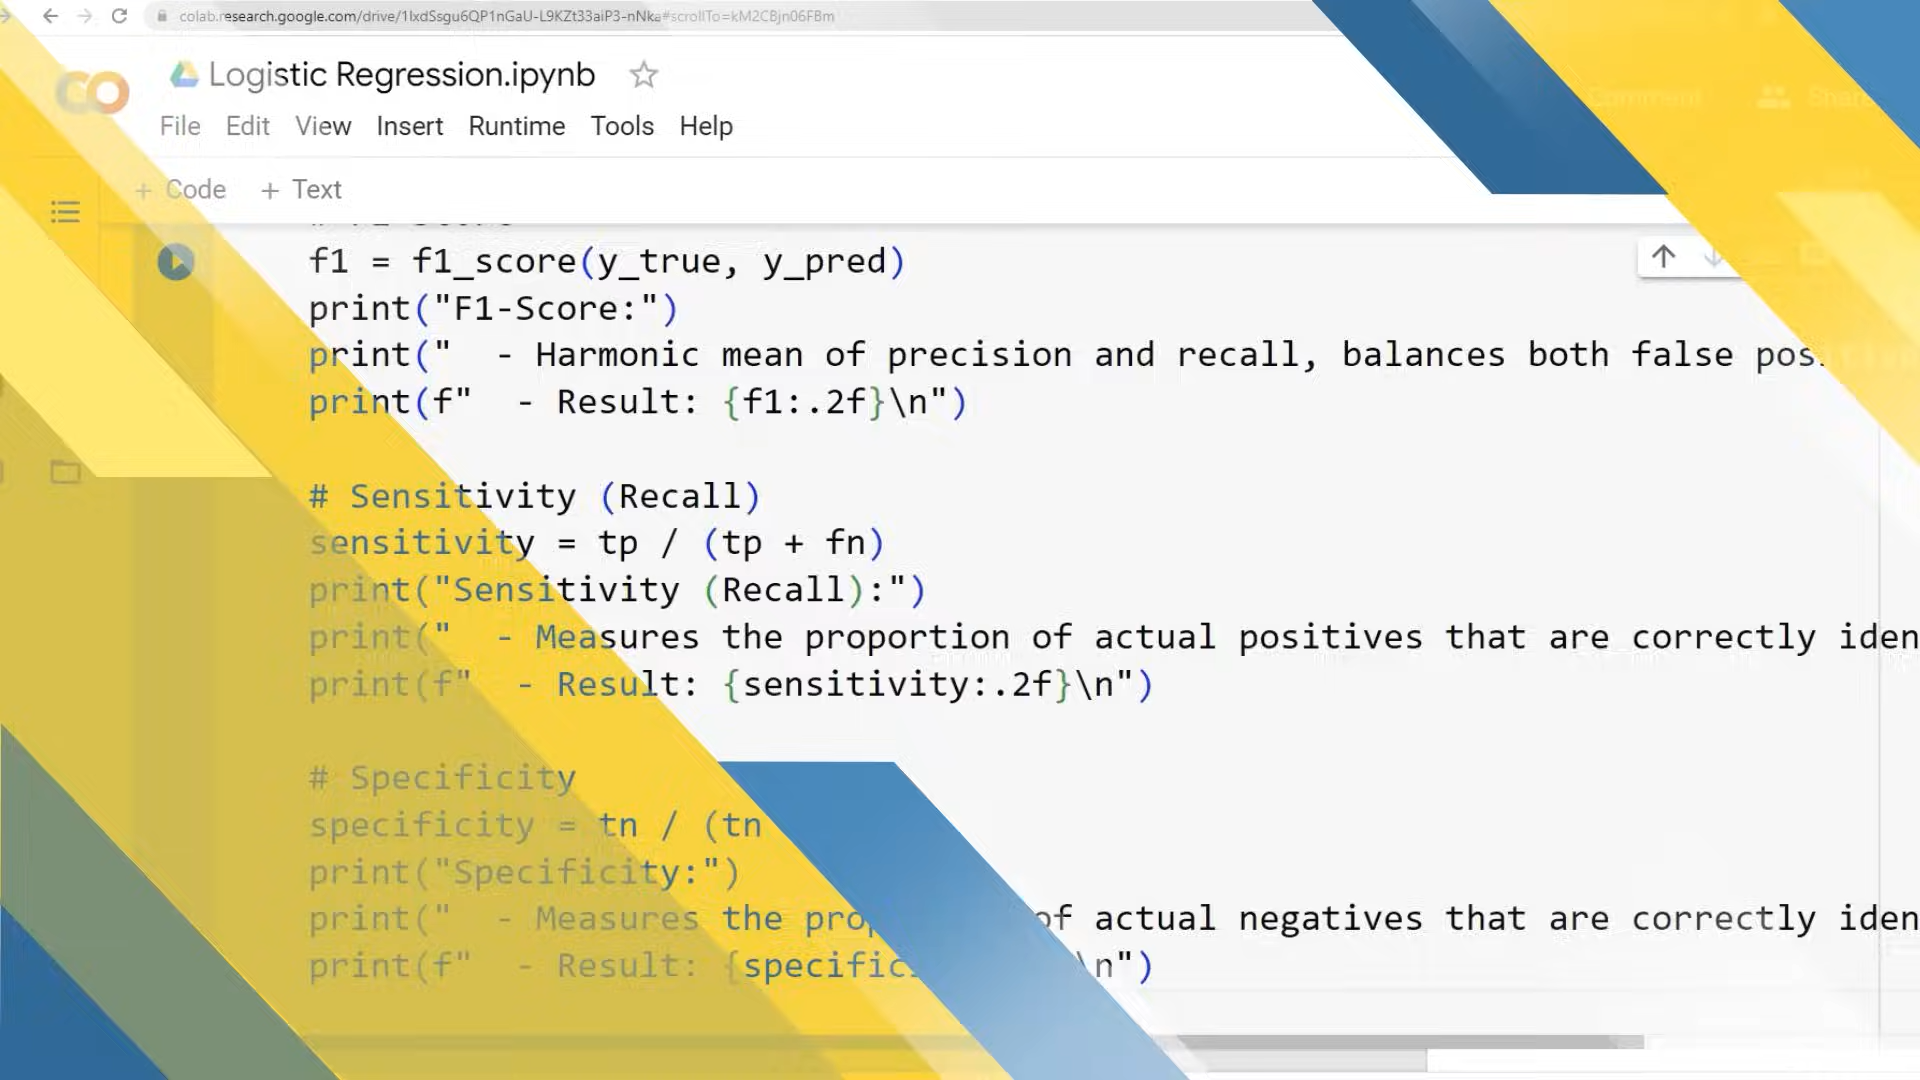 colab.research.google.com/drive/1lxdSsgu6QP1nGaU-L9KZt33aiP3-nNka#scrollTo=kM2CBjn06FBm
Logistic Regression.ipynb
File Edit View Insert Runtime Tools Help
Comment Share
+ Code + Text
f1 = f1_score(y_true, y_pred)
print("F1-Score:")
print("  - Harmonic mean of precision and recall, balances both false pos
print(f"  - Result: {f1:.2f}\n")
# Sensitivity (Recall)
sensitivity = tp / (tp + fn)
print("Sensitivity (Recall):")
print("  - Measures the proportion of actual positives that are correctly iden
print(f"  - Result: {sensitivity:.2f}\n")
# Specificity
specificity = tn / (tn
print("Specificity:")
print("  - Measures the prop of actual negatives that are correctly iden
print(f"  - Result: {specific \n")